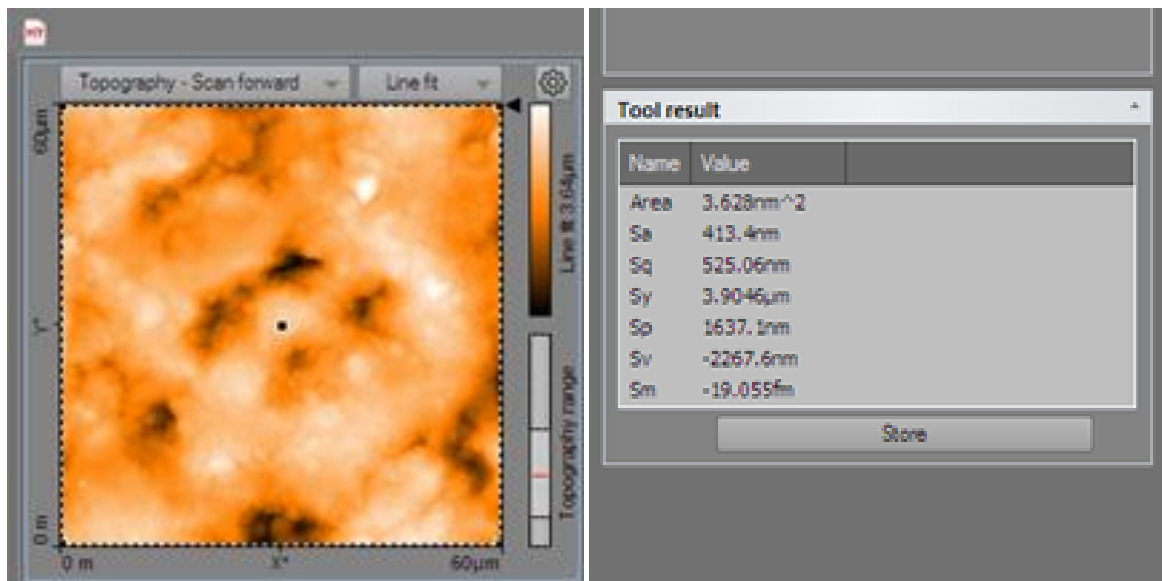 Topography - Scan forward
Line fit
60µm
Line fit 3.64µm
Y*
Topography range
0 m
0 m
X*
60µm
Tool result
Name Value
Area 3.628nm^2
Sa 413.4nm
Sq 525.06nm
Sy 3.9046µm
Sp 1637.1nm
Sv -2267.6nm
Sm -19.055fm
Store